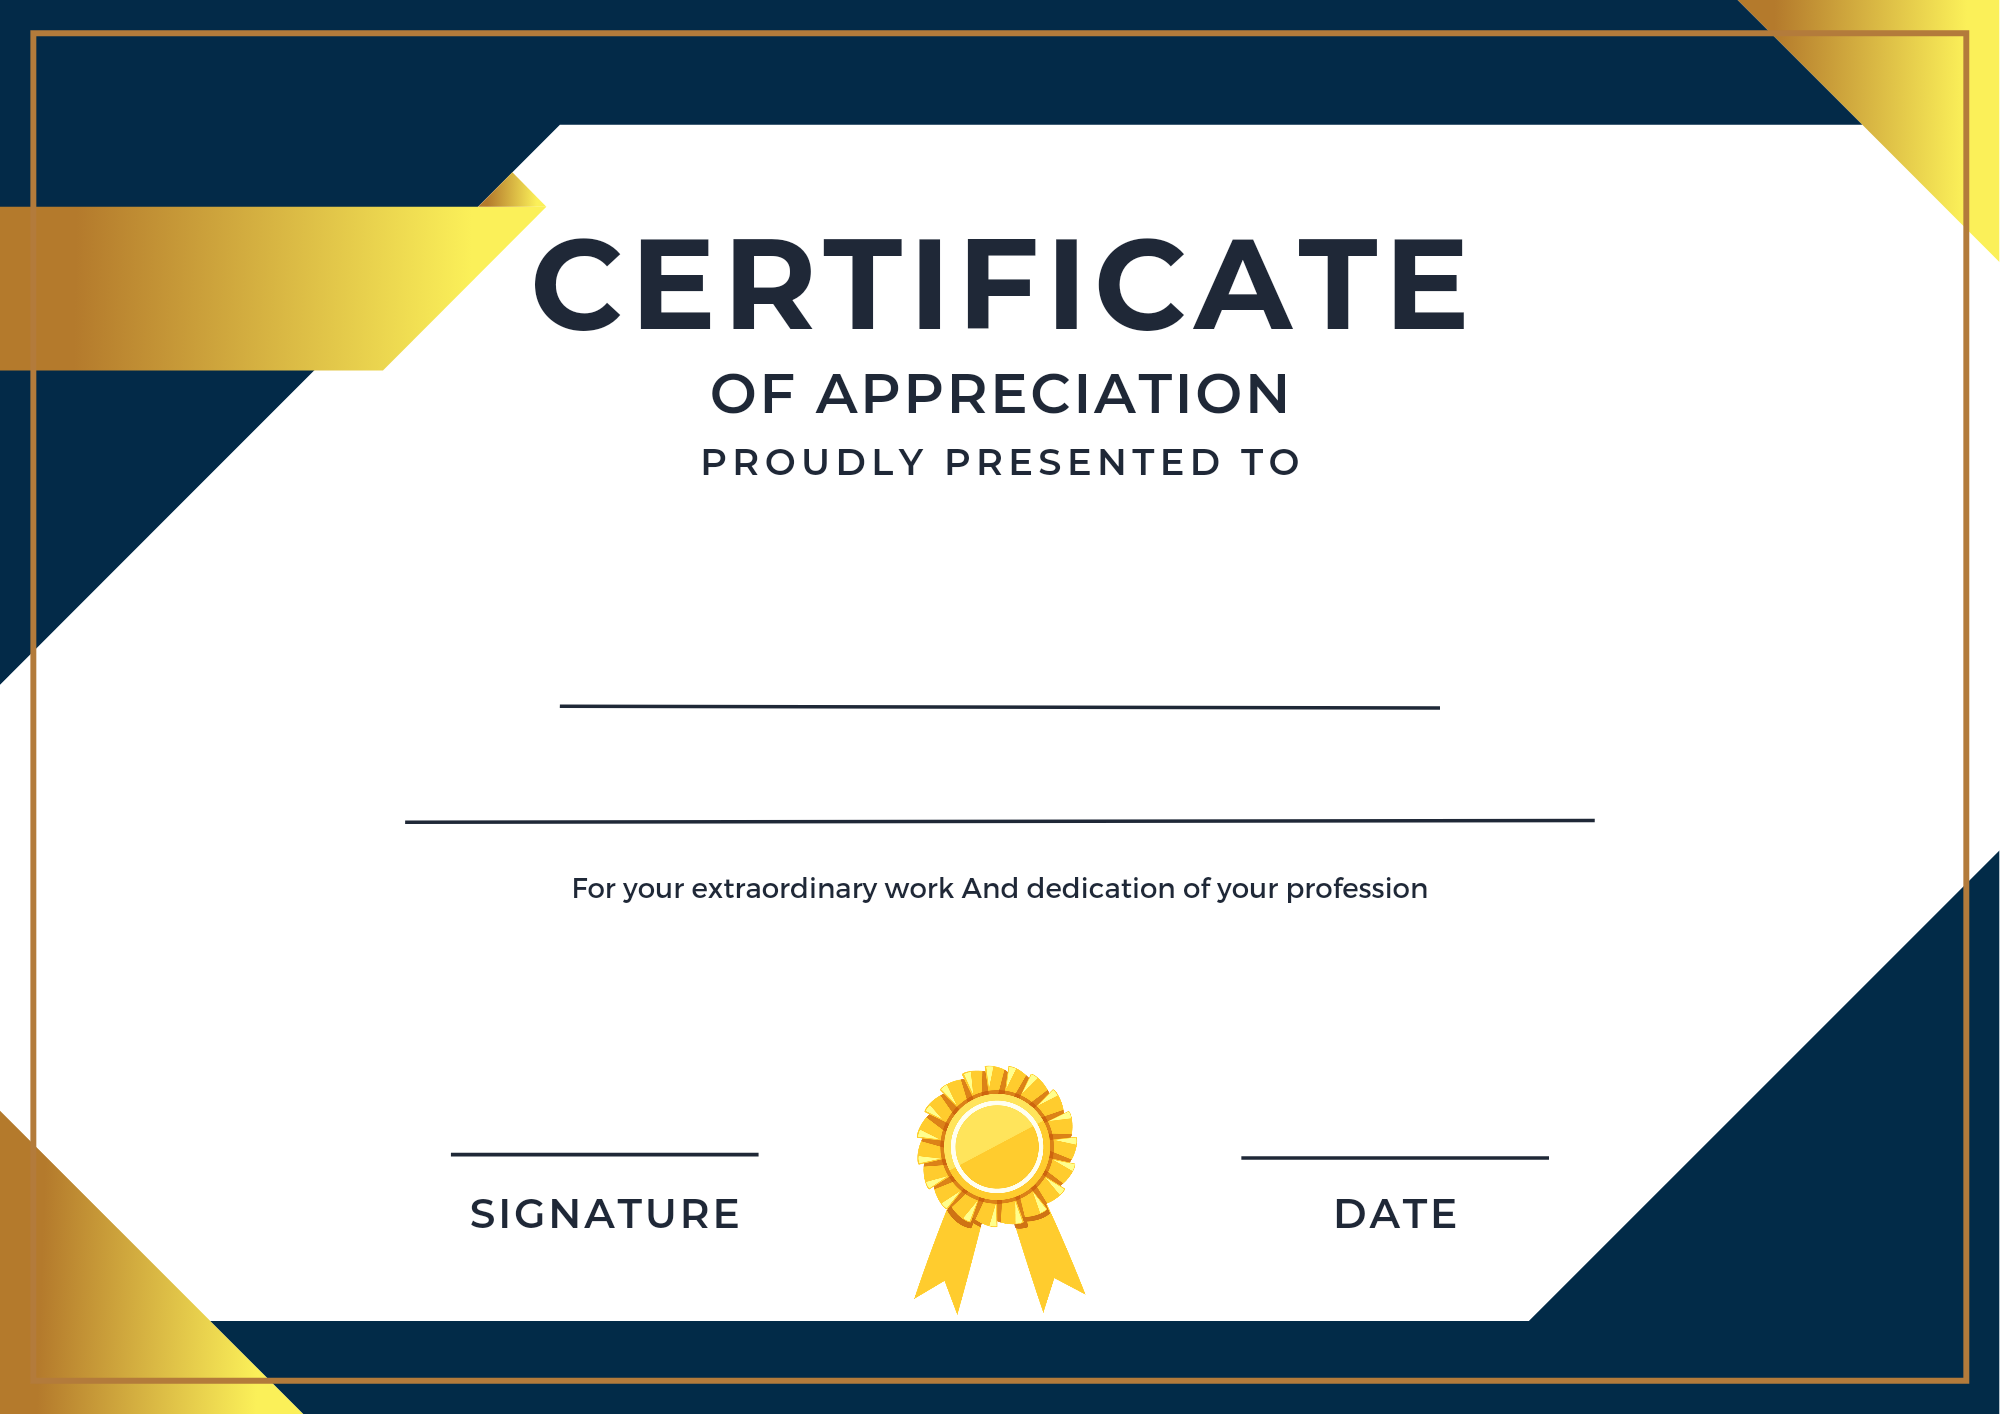 CERTIFICATE
OF APPRECIATION
PROUDLY PRESENTED TO
For your extraordinary work And dedication of your profession
SIGNATURE
DATE